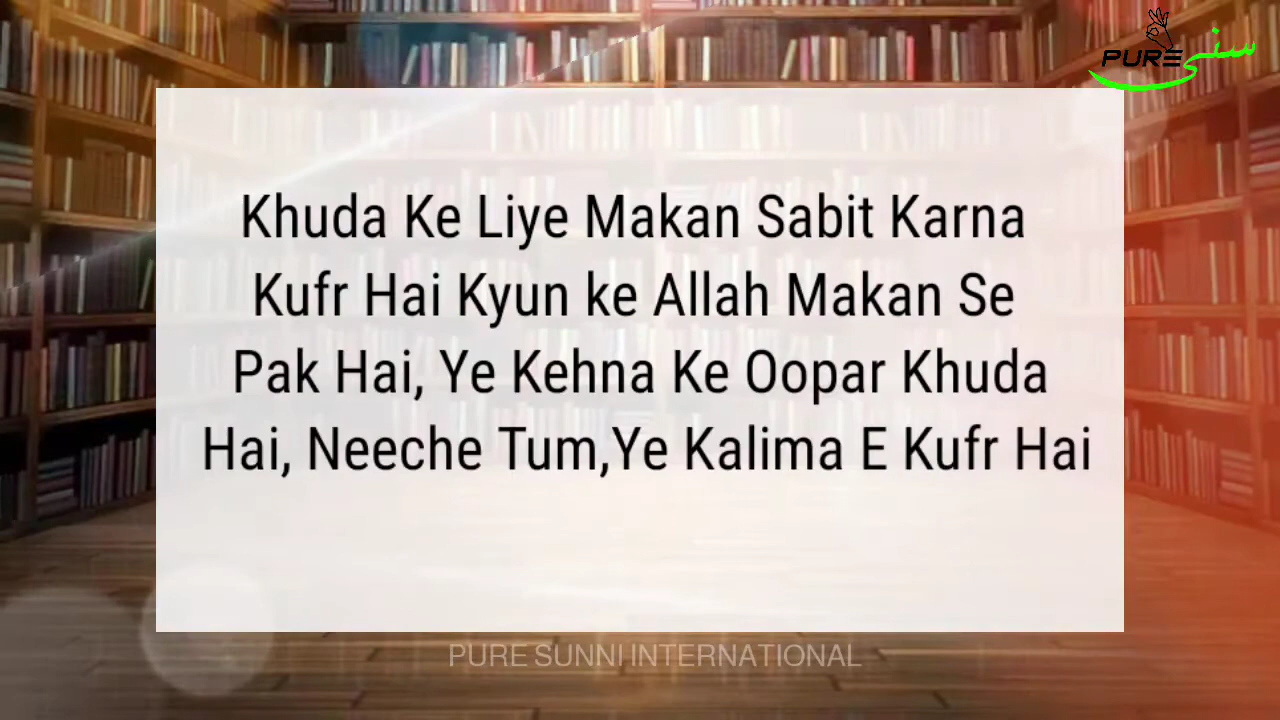 PURE سنی
Khuda Ke Liye Makan Sabit Karna
Kufr Hai Kyun ke Allah Makan Se
Pak Hai, Ye Kehna Ke Oopar Khuda
Hai, Neeche Tum,Ye Kalima E Kufr Hai
PURE SUNNI INTERNATIONAL